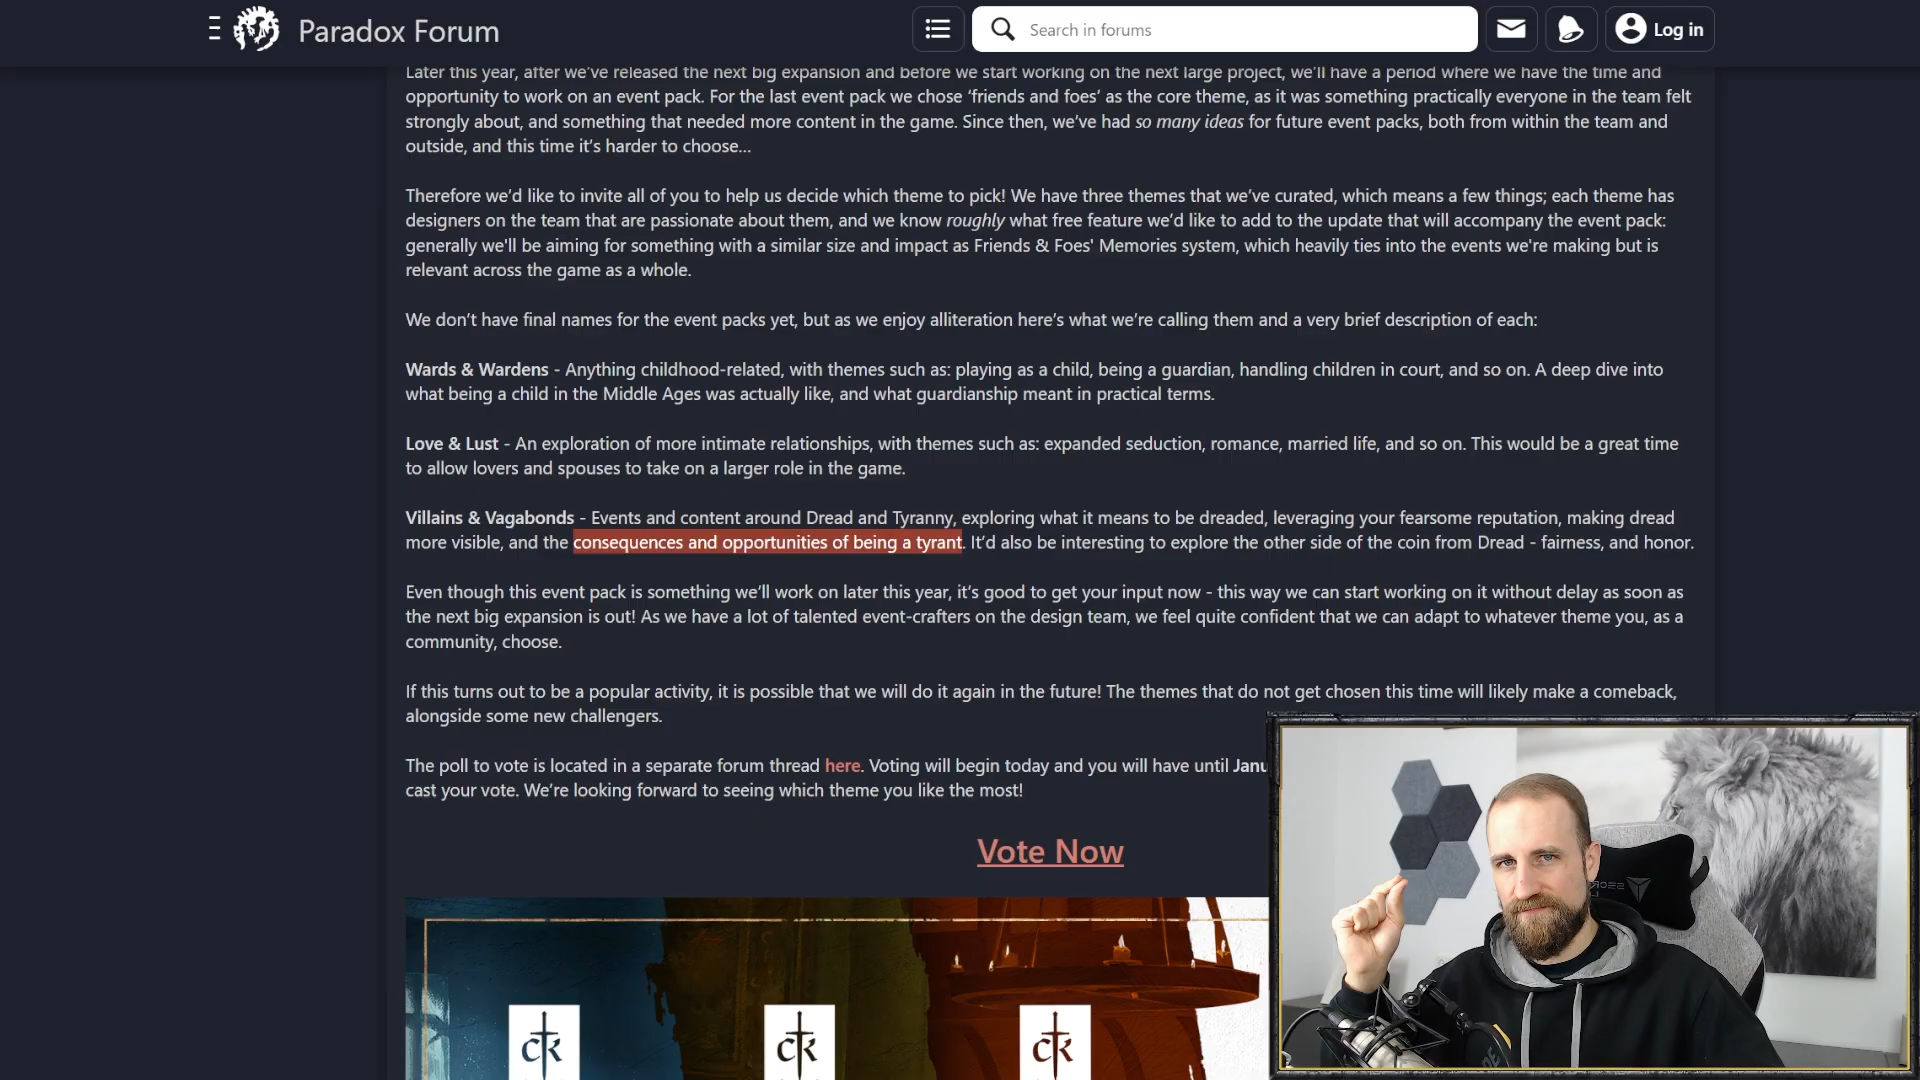 Paradox Forum
Search in forums
Log in
Later this year, after we've released the next big expansion and before we start working on the next large project, we'll have a period where we have the time and
opportunity to work on an event pack. For the last event pack we chose ‘friends and foes’ as the core theme, as it was something practically everyone in the team felt
strongly about, and something that needed more content in the game. Since then, we’ve had so many ideas for future event packs, both from within the team and
outside, and this time it’s harder to choose...
Therefore we’d like to invite all of you to help us decide which theme to pick! We have three themes that we’ve curated, which means a few things; each theme has
designers on the team that are passionate about them, and we know roughly what free feature we’d like to add to the update that will accompany the event pack:
generally we'll be aiming for something with a similar size and impact as Friends & Foes' Memories system, which heavily ties into the events we're making but is
relevant across the game as a whole.
We don’t have final names for the event packs yet, but as we enjoy alliteration here’s what we’re calling them and a very brief description of each:
Wards & Wardens - Anything childhood-related, with themes such as: playing as a child, being a guardian, handling children in court, and so on. A deep dive into
what being a child in the Middle Ages was actually like, and what guardianship meant in practical terms.
Love & Lust - An exploration of more intimate relationships, with themes such as: expanded seduction, romance, married life, and so on. This would be a great time
to allow lovers and spouses to take on a larger role in the game.
Villains & Vagabonds - Events and content around Dread and Tyranny, exploring what it means to be dreaded, leveraging your fearsome reputation, making dread
more visible, and the consequences and opportunities of being a tyrant. It’d also be interesting to explore the other side of the coin from Dread - fairness, and honor.
Even though this event pack is something we’ll work on later this year, it’s good to get your input now - this way we can start working on it without delay as soon as
the next big expansion is out! As we have a lot of talented event-crafters on the design team, we feel quite confident that we can adapt to whatever theme you, as a
community, choose.
If this turns out to be a popular activity, it is possible that we will do it again in the future! The themes that do not get chosen this time will likely make a comeback,
alongside some new challengers.
The poll to vote is located in a separate forum thread here. Voting will begin today and you will have until Janu
cast your vote. We’re looking forward to seeing which theme you like the most!
Vote Now
CK CK CK